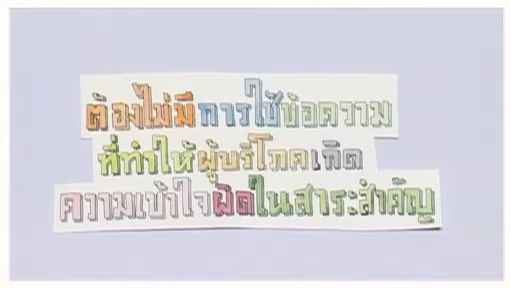 ต้องไม่มีการใช้ข้อความ
ที่ทำให้ผู้บริโภคเกิด
ความเข้าใจผิดในสาระสำคัญ